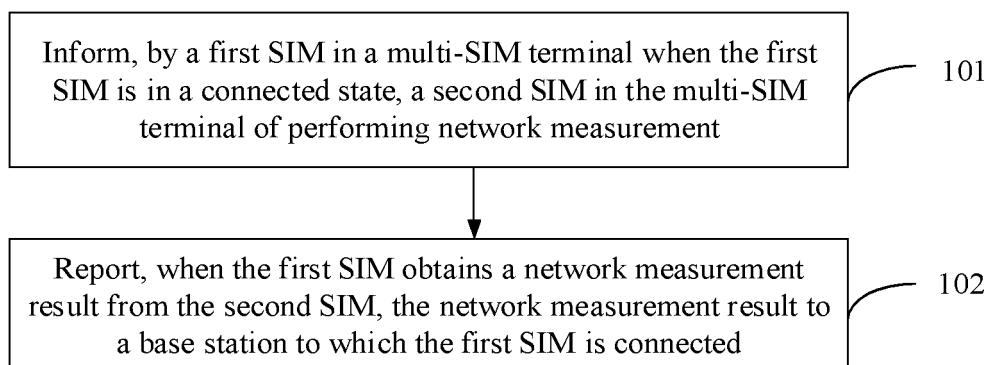 Inform, by a first SIM in a multi-SIM terminal when the first
SIM is in a connected state, a second SIM in the multi-SIM
terminal of performing network measurement
101
Report, when the first SIM obtains a network measurement
result from the second SIM, the network measurement result to
a base station to which the first SIM is connected
102